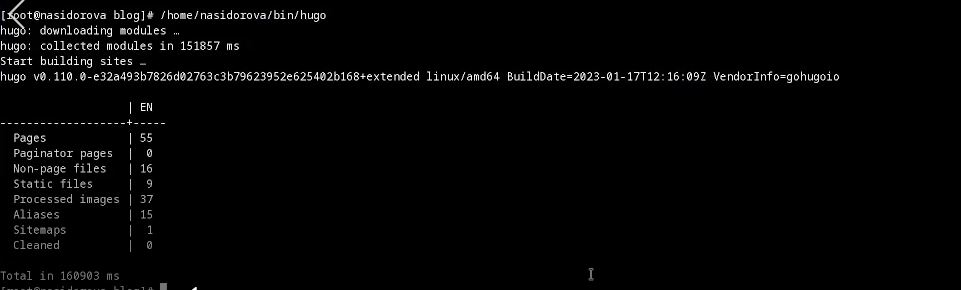 [root@nasidorova blog]# /home/nasidorova/bin/hugo
hugo: downloading modules …
hugo: collected modules in 151857 ms
Start building sites …
hugo v0.110.0-e32a493b7826d02763c3b79623952e625402b168+extended linux/amd64 BuildDate=2023-01-17T12:16:09Z VendorInfo=gohugoio
| EN
-------------------+-----
Pages | 55
Paginator pages | 0
Non-page files | 16
Static files | 9
Processed images | 37
Aliases | 15
Sitemaps | 1
Cleaned | 0
Total in 160903 ms
[root@nasidorova blog]#